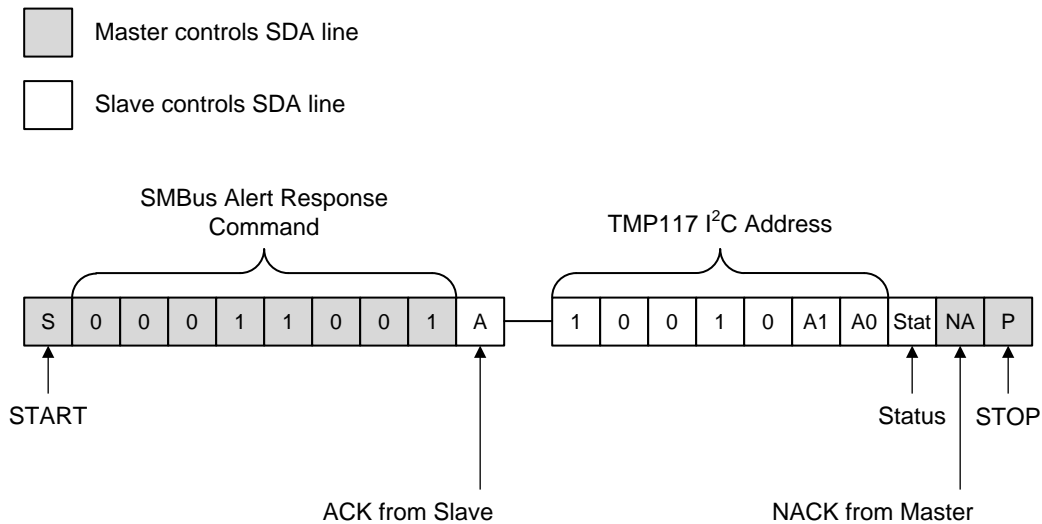 Master controls SDA line
Slave controls SDA line
SMBus Alert Response
Command
TMP117 I²C Address
S 0 0 0 1 1 0 0 1 A 1 0 0 1 0 A1 A0 Stat NA P
START
Status
STOP
ACK from Slave
NACK from Master